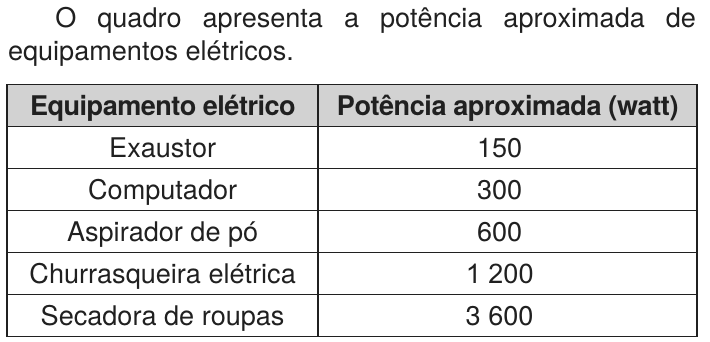 O quadro apresenta a potência aproximada de
equipamentos elétricos.
Equipamento elétrico Potência aproximada (watt)
Exaustor 150
Computador 300
Aspirador de pó 600
Churrasqueira elétrica 1 200
Secadora de roupas 3 600